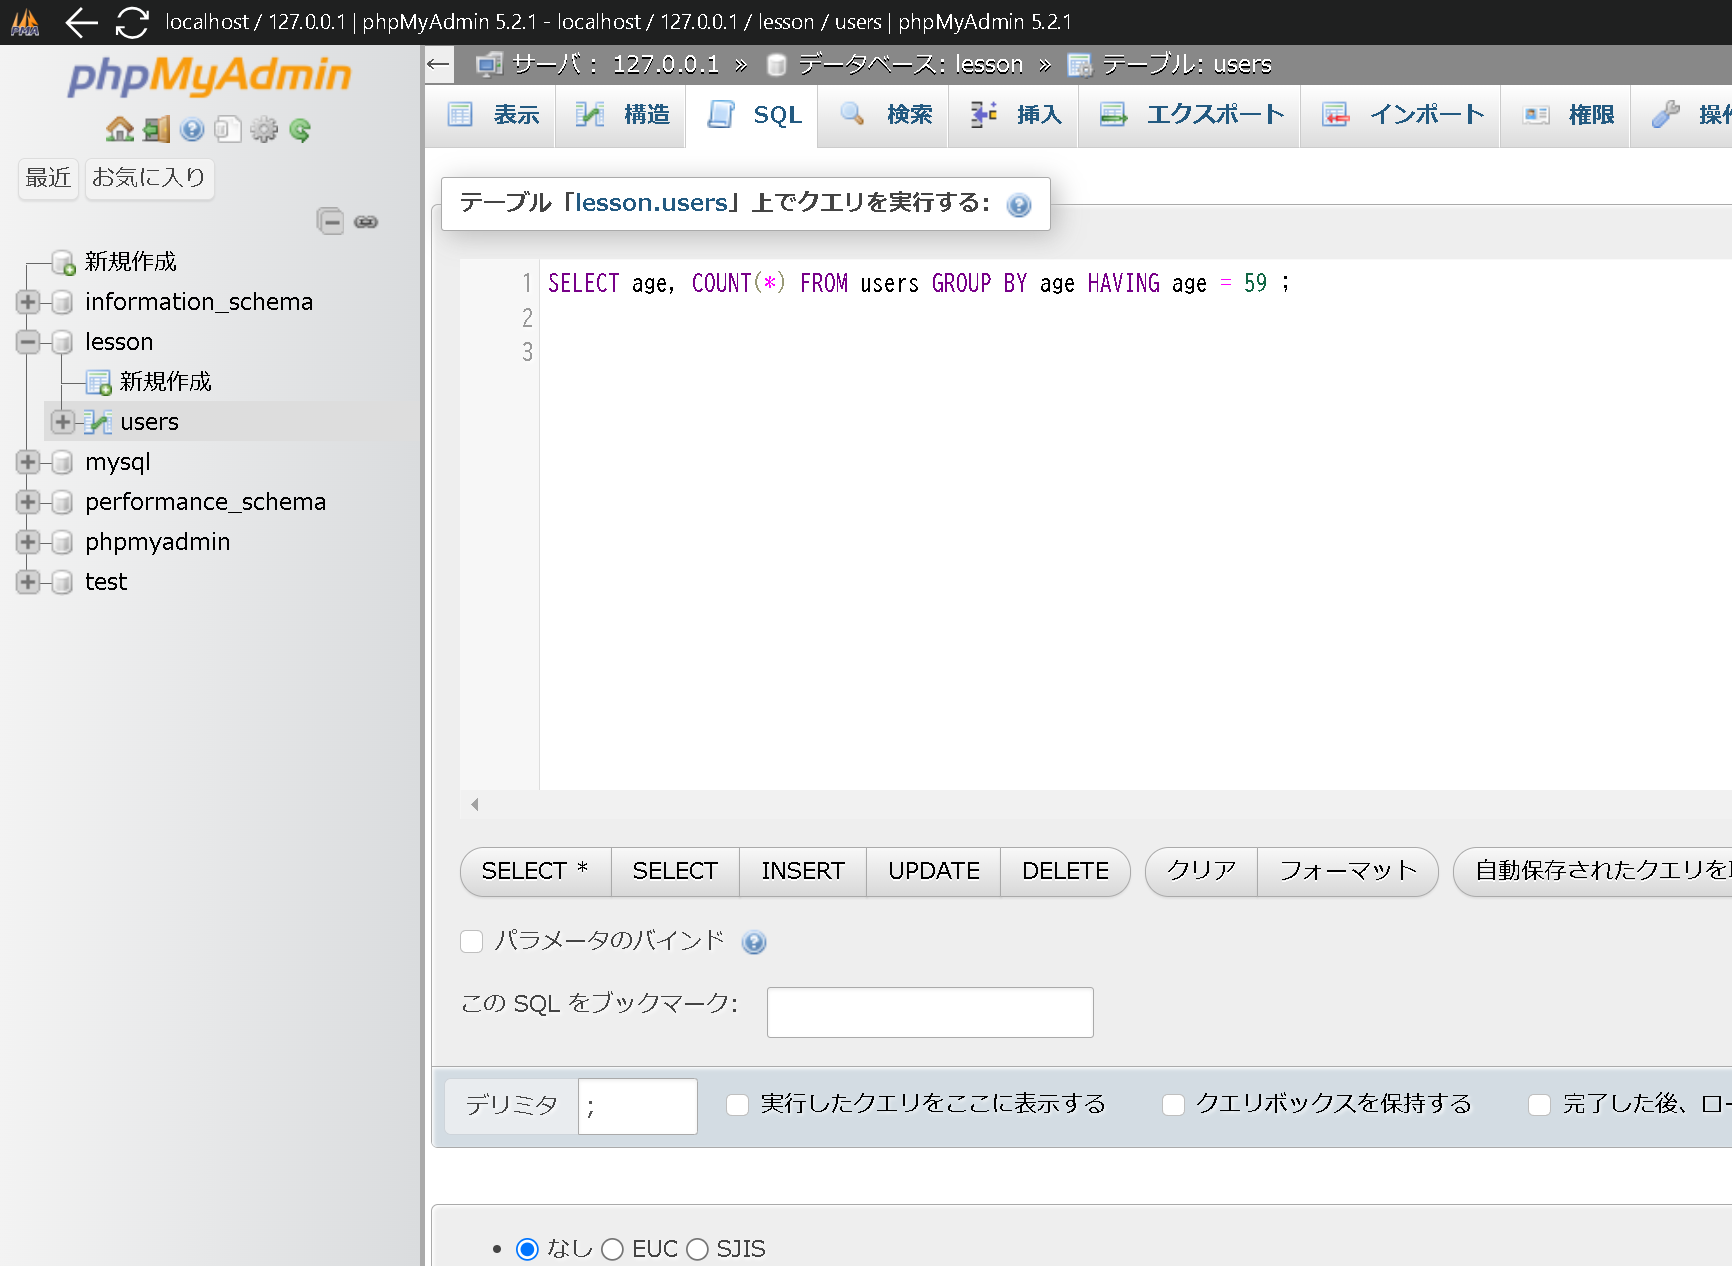 localhost / 127.0.0.1 | phpMyAdmin 5.2.1 - localhost / 127.0.0.1 / lesson / users | phpMyAdmin 5.2.1
phpMyAdmin
最近 お気に入り
新規作成
information_schema
lesson
新規作成
users
mysql
performance_schema
phpmyadmin
test
サーバ : 127.0.0.1 » データベース: lesson » テーブル: users
表示 構造 SQL 検索 挿入 エクスポート インポート 権限 操作
テーブル「lesson.users」上でクエリを実行する:
1 SELECT age, COUNT(*) FROM users GROUP BY age HAVING age = 59 ;
2
3
SELECT * SELECT INSERT UPDATE DELETE クリア フォーマット 自動保存されたクエリを
パラメータのバインド
この SQL をブックマーク:
デリミタ ; 実行したクエリをここに表示する クエリボックスを保持する 完了した後、ロー
なし EUC SJIS